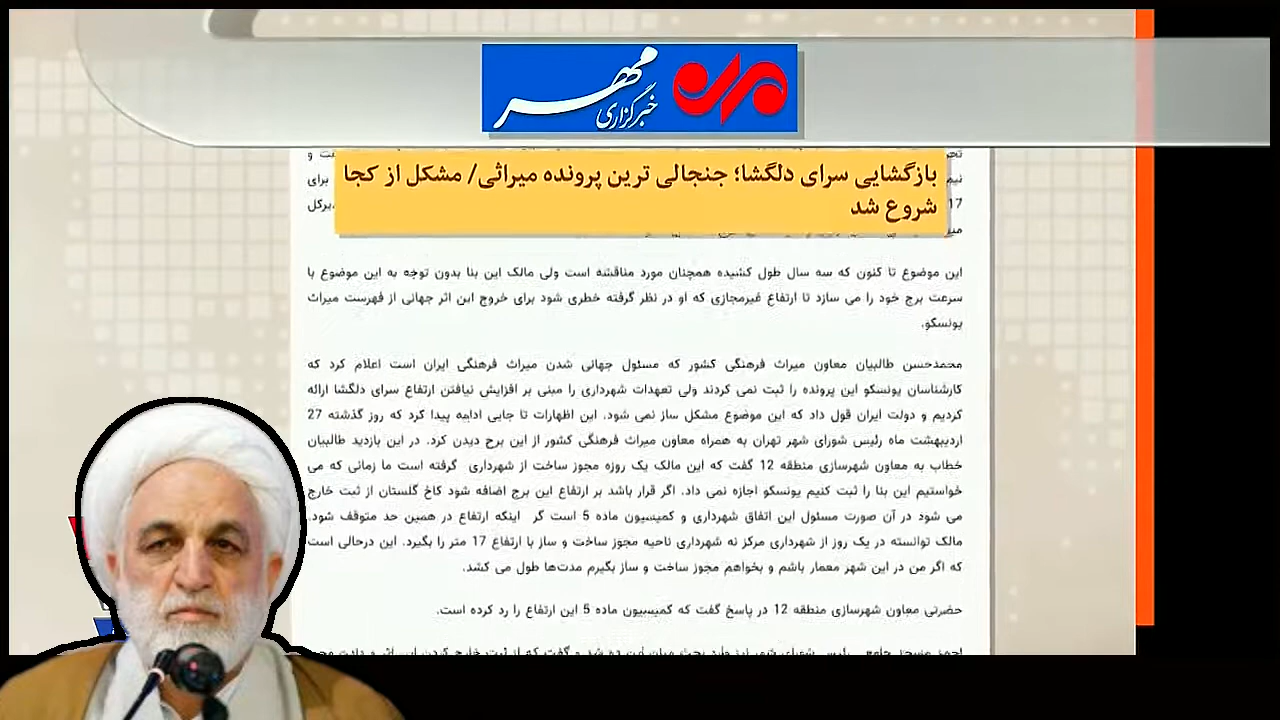 مهر
خبرگزاری
بازگشایی سرای دلگشا؛ جنجالی ترین پرونده میراثی/ مشکل از کجا
شروع شد
برای
17
این موضوع تا کنون که سه سال طول کشیده همچنان مورد مناقشه است ولی مالک این بنا بدون توجه به این موضوع با
سرعت برج خود را می سازد تا ارتفاع غیرمجازی که او در نظر گرفته خطری شود برای خروج این اثر جهانی از فهرست میراث
یونسکو.
محمدحسن طالبیان معاون میراث فرهنگی کشور که مسئول جهانی شدن میراث فرهنگی ایران است اعلام کرد که
کارشناسان یونسکو این پرونده را ثبت نمی کردند ولی تعهدات شهرداری را مبنی بر افزایش نیافتن ارتفاع سرای دلگشا ارائه
کردیم و دولت ایران قول داد که این موضوع مشکل ساز نمی شود. این اظهارات تا جایی ادامه پیدا کرد که روز گذشته 27
اردیبهشت ماه رئیس شورای شهر تهران به همراه معاون میراث فرهنگی کشور از این برج دیدن کرد. در این بازدید طالبیان
خطاب به معاون شهرسازی منطقه 12 گفت که این مالک یک روزه مجوز ساخت از شهرداری گرفته است ما زمانی که می
خواستیم این بنا را ثبت کنیم یونسکو اجازه نمی داد. اگر قرار باشد بر ارتفاع این برج اضافه شود کاخ گلستان از ثبت خارج
می شود در آن صورت مسئول این اتفاق شهرداری و کمیسیون ماده 5 است گر اینکه ارتفاع در همین حد متوقف شود.
مالک توانسته در یک روز از شهرداری مرکز نه شهرداری ناحیه مجوز ساخت و ساز با ارتفاع 17 متر را بگیرد. این درحالی است
که اگر من در این شهر معمار باشم و بخواهم مجوز ساخت و ساز بگیرم مدت‌ها طول می کشد.
حضرتی معاون شهرسازی منطقه 12 در پاسخ گفت که کمیسیون ماده 5 این ارتفاع را رد کرده است.